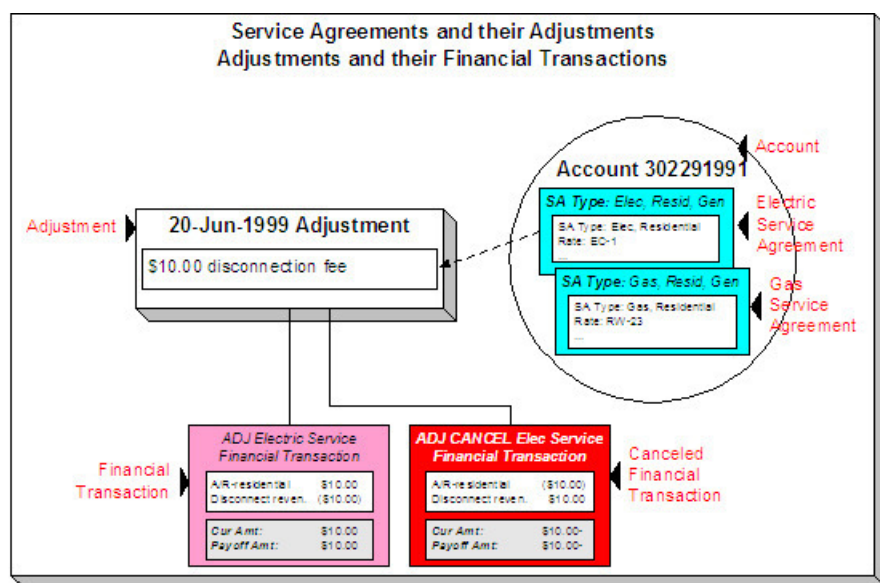 Service Agreements and their Adjustments
Adjustments and their Financial Transactions
Account
Account 302291991
SA Type: Elec, Resid, Gen
SA Type: Elec, Residential
Rate: EC-1
...
Electric
Service
Agreement
Adjustment
20-Jun-1999 Adjustment
$10.00 disconnection fee
SA Type: Gas, Resid, Gen
SA Type: Gas, Residential
Rate: RW-23
...
Gas
Service
Agreement
Financial
Transaction
ADJ Electric Service
Financial Transaction
A/R-residential $10.00
Disconnect reven. ($10.00)
Cur Amt: $10.00
Payoff Amt: $10.00
ADJ CANCEL Elec Service
Financial Transaction
A/R-residential ($10.00)
Disconnect reven. $10.00
Cur Amt: $10.00-
Payoff Amt: $10.00-
Canceled
Financial
Transaction